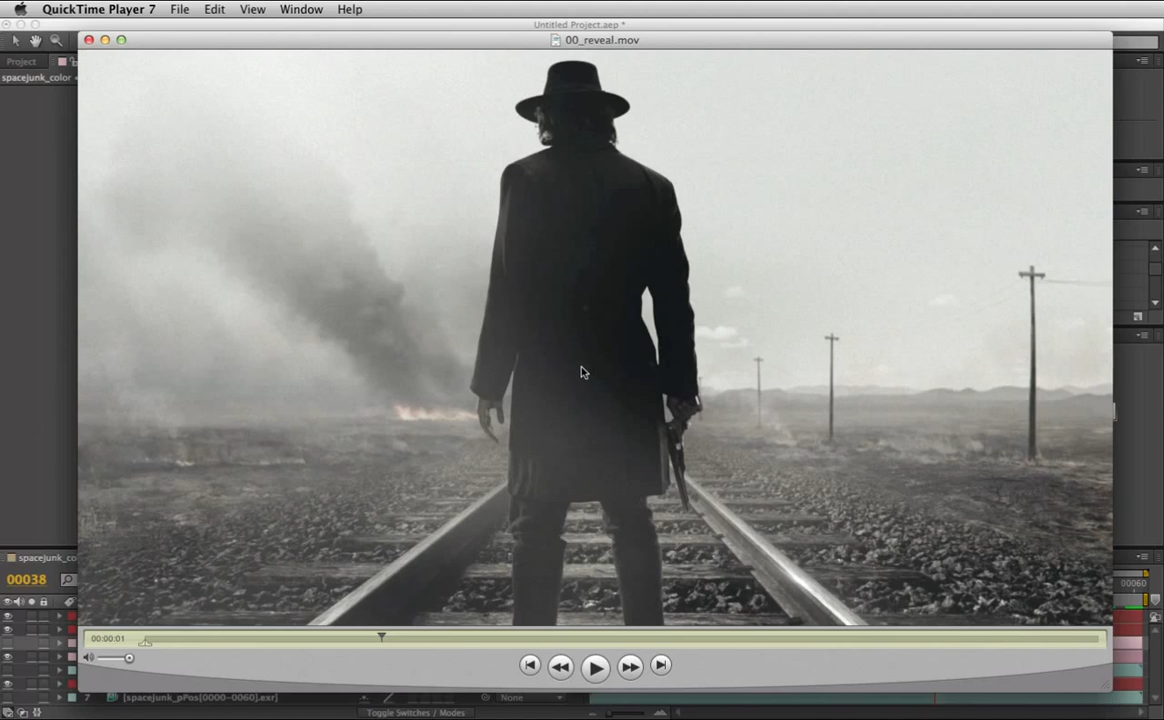 QuickTime Player 7 File Edit View Window Help
Untitled Project.aep *
00_reveal.mov
Project
spacejunk_color
00:00:01
spacejunk_co
00038
00060
7 [spacejunk_pPos[0000-0060].exr] None
Toggle Switches / Modes